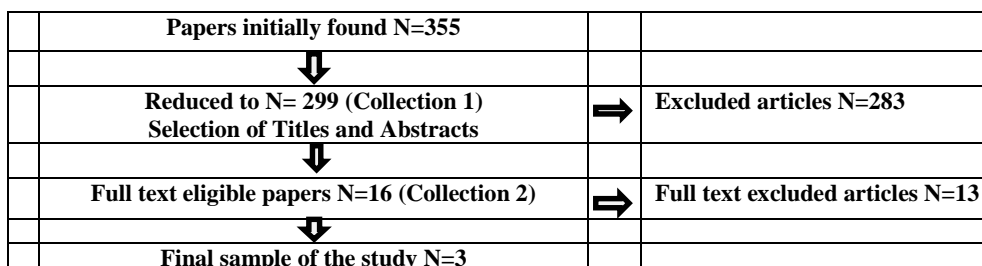 Papers initially found N=355
Reduced to N= 299 (Collection 1)
Selection of Titles and Abstracts
Excluded articles N=283
Full text eligible papers N=16 (Collection 2)
Full text excluded articles N=13
Final sample of the study N=3